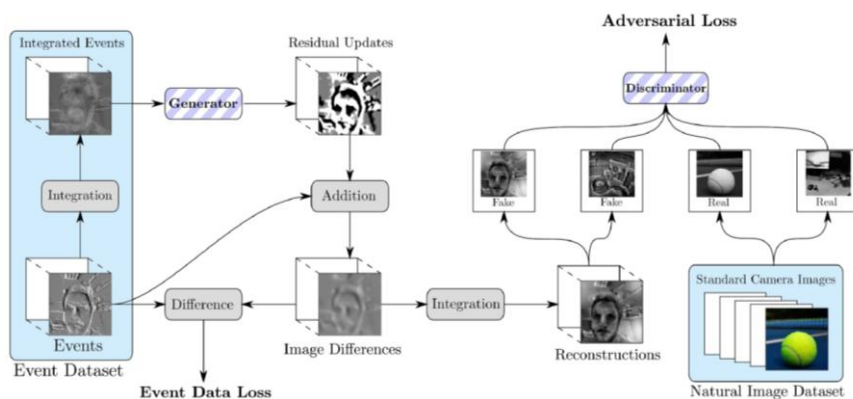 Integrated Events
Residual Updates
Adversarial Loss
Generator
Discriminator
Integration
Addition
Fake
Fake
Real
Real
Difference
Integration
Standard Camera Images
Events
Image Differences
Reconstructions
Event Dataset
Event Data Loss
Natural Image Dataset